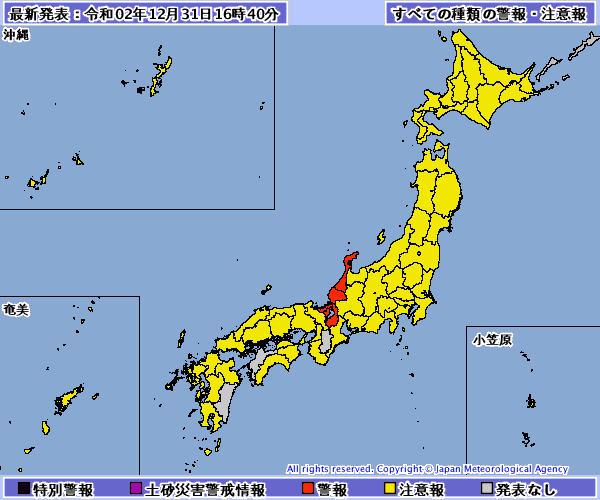 最新発表：令和02年12月31日16時40分
すべての種類の警報・注意報
沖縄
奄美
小笠原
All rights reserved. Copyright © Japan Meteorological Agency
特別警報
土砂災害警戒情報
警報
注意報
発表なし